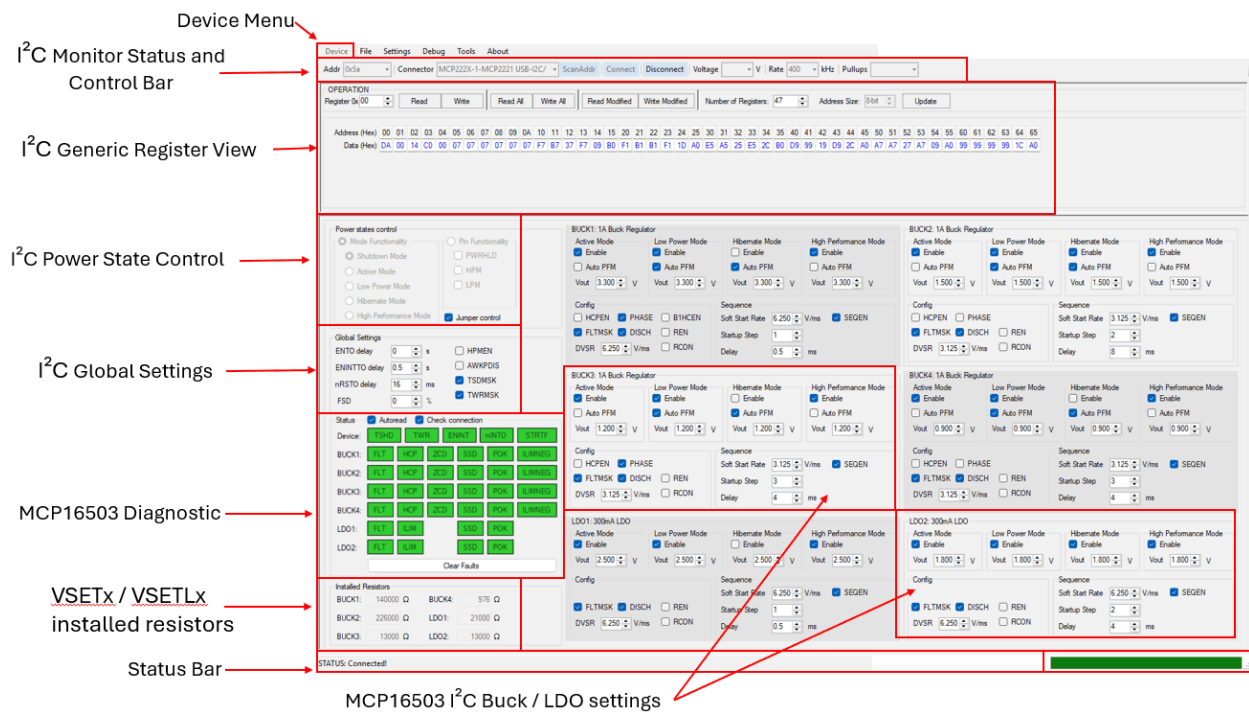 Device Menu
I²C Monitor Status and
Control Bar
I²C Generic Register View
I²C Power State Control
I²C Global Settings
MCP16503 Diagnostic
VSETx / VSETLx
installed resistors
Status Bar
MCP16503 I²C Buck / LDO settings
Device File Settings Debug Tools About
Addr 0x5a Connector MCP222X-1-MCP2221 USB-I2C/ ScanAddr Connect Disconnect Voltage V Rate 400 kHz Pullups
OPERATION
Register 0x 00 Read Write Read All Write All Read Modified Write Modified Number of Registers: 47 Address Size: 8-bit Update
Address (Hex) 00 01 02 03 04 05 06 07 08 09 0A 10 11 12 13 14 15 20 21 22 23 24 25 30 31 32 33 34 35 40 41 42 43 44 45 50 51 52 53 54 55 60 61 62 63 64 65
Data (Hex) DA 00 14 C0 00 07 07 07 07 07 07 F7 B7 37 F7 09 B0 F1 B1 B1 F1 1D A0 E5 A5 25 E5 2C B0 D9 99 19 D9 2C A0 A7 A7 27 A7 09 A0 99 99 99 99 1C A0
Power states control
Mode Functionality Pin Functionality
Shutdown Mode PWRHLD
Active Mode HPM
Low Power Mode LPM
Hibernate Mode
High Performance Mode Jumper control
Global Settings
ENTO delay 0 s HPMEN
ENINTTO delay 0.5 s AWKPDIS
nRSTO delay 16 ms TSDMSK
FSD 0 % TWRMSK
Status Autoread Check connection
Device: TSHD TWR ENINT nINTO STRTF
BUCK1: FLT HCP ZCD SSD POK ILIMNEG
BUCK2: FLT HCP ZCD SSD POK ILIMNEG
BUCK3: FLT HCP ZCD SSD POK ILIMNEG
BUCK4: FLT HCP ZCD SSD POK ILIMNEG
LDO1: FLT ILIM SSD POK
LDO2: FLT ILIM SSD POK
Clear Faults
Installed Resistors
BUCK1: 140000 Ω BUCK4: 976 Ω
BUCK2: 226000 Ω LDO1: 21000 Ω
BUCK3: 13000 Ω LDO2: 13000 Ω
STATUS: Connected!
BUCK1: 1A Buck Regulator
Active Mode Low Power Mode Hibernate Mode High Performance Mode
Enable Enable Enable Enable
Auto PFM Auto PFM Auto PFM Auto PFM
Vout 3.300 V Vout 3.300 V Vout 3.300 V Vout 3.300 V
Config Sequence
HCPEN PHASE B1HCEN Soft Start Rate 6.250 V/ms SEQEN
FLTMSK DISCH REN Startup Step 1
DVSR 6.250 V/ms RCON Delay 0.5 ms
BUCK2: 1A Buck Regulator
Active Mode Low Power Mode Hibernate Mode High Performance Mode
Enable Enable Enable Enable
Auto PFM Auto PFM Auto PFM Auto PFM
Vout 1.500 V Vout 1.500 V Vout 1.500 V Vout 1.500 V
Config Sequence
HCPEN PHASE Soft Start Rate 3.125 V/ms SEQEN
FLTMSK DISCH REN Startup Step 2
DVSR 3.125 V/ms RCON Delay 8 ms
BUCK3: 1A Buck Regulator
Active Mode Low Power Mode Hibernate Mode High Performance Mode
Enable Enable Enable Enable
Auto PFM Auto PFM Auto PFM Auto PFM
Vout 1.200 V Vout 1.200 V Vout 1.200 V Vout 1.200 V
Config Sequence
HCPEN PHASE Soft Start Rate 3.125 V/ms SEQEN
FLTMSK DISCH REN Startup Step 3
DVSR 3.125 V/ms RCON Delay 4 ms
BUCK4: 1A Buck Regulator
Active Mode Low Power Mode Hibernate Mode High Performance Mode
Enable Enable Enable Enable
Auto PFM Auto PFM Auto PFM Auto PFM
Vout 0.900 V Vout 0.900 V Vout 0.900 V Vout 0.900 V
Config Sequence
HCPEN PHASE Soft Start Rate 3.125 V/ms SEQEN
FLTMSK DISCH REN Startup Step 3
DVSR 3.125 V/ms RCON Delay 4 ms
LDO1: 300mA LDO
Active Mode Low Power Mode Hibernate Mode High Performance Mode
Enable Enable Enable Enable
Vout 2.500 V Vout 2.500 V Vout 2.500 V Vout 2.500 V
Config Sequence
Soft Start Rate 6.250 V/ms SEQEN
FLTMSK DISCH REN Startup Step 1
DVSR 6.250 V/ms RCON Delay 0.5 ms
LDO2: 300mA LDO
Active Mode Low Power Mode Hibernate Mode High Performance Mode
Enable Enable Enable Enable
Vout 1.800 V Vout 1.800 V Vout 1.800 V Vout 1.800 V
Config Sequence
Soft Start Rate 6.250 V/ms SEQEN
FLTMSK DISCH REN Startup Step 2
DVSR 6.250 V/ms RCON Delay 4 ms